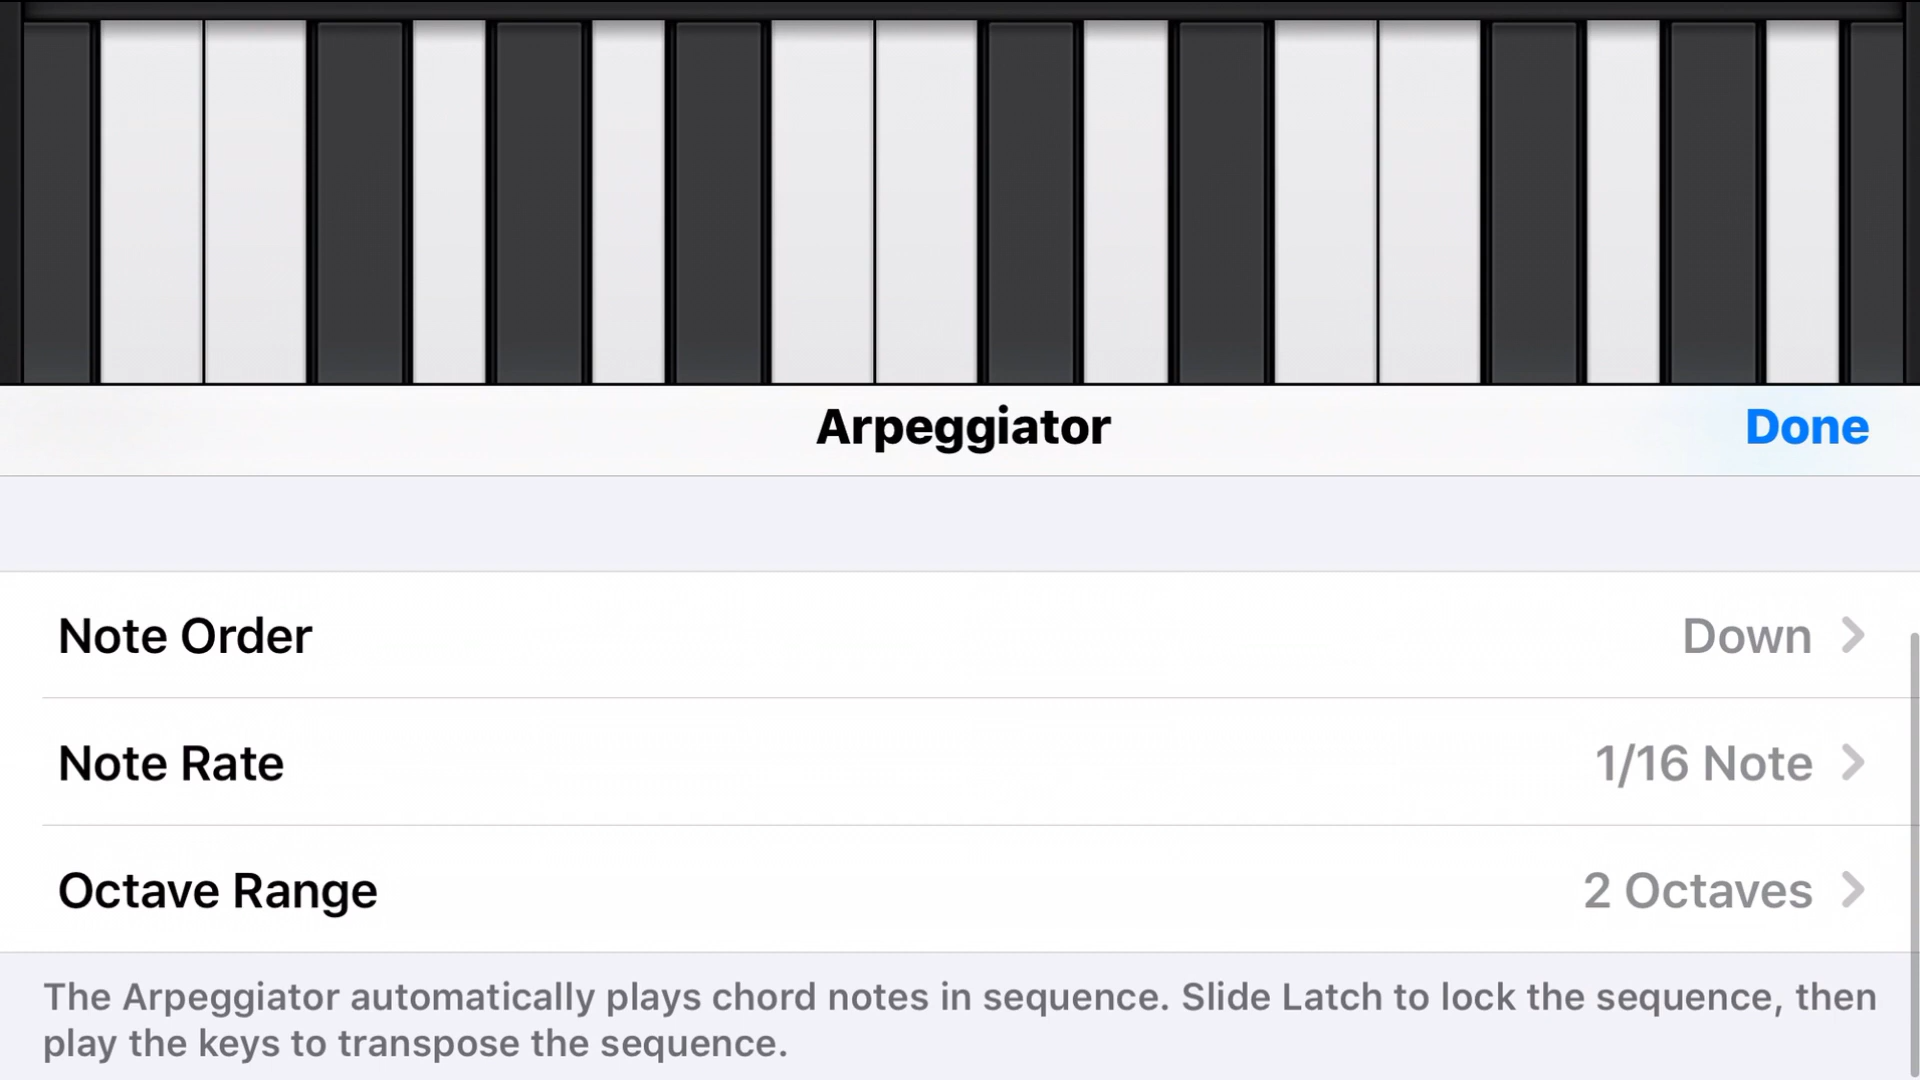 Arpeggiator
Done
Note Order
Down
Note Rate
1/16 Note
Octave Range
2 Octaves
The Arpeggiator automatically plays chord notes in sequence. Slide Latch to lock the sequence, then
play the keys to transpose the sequence.